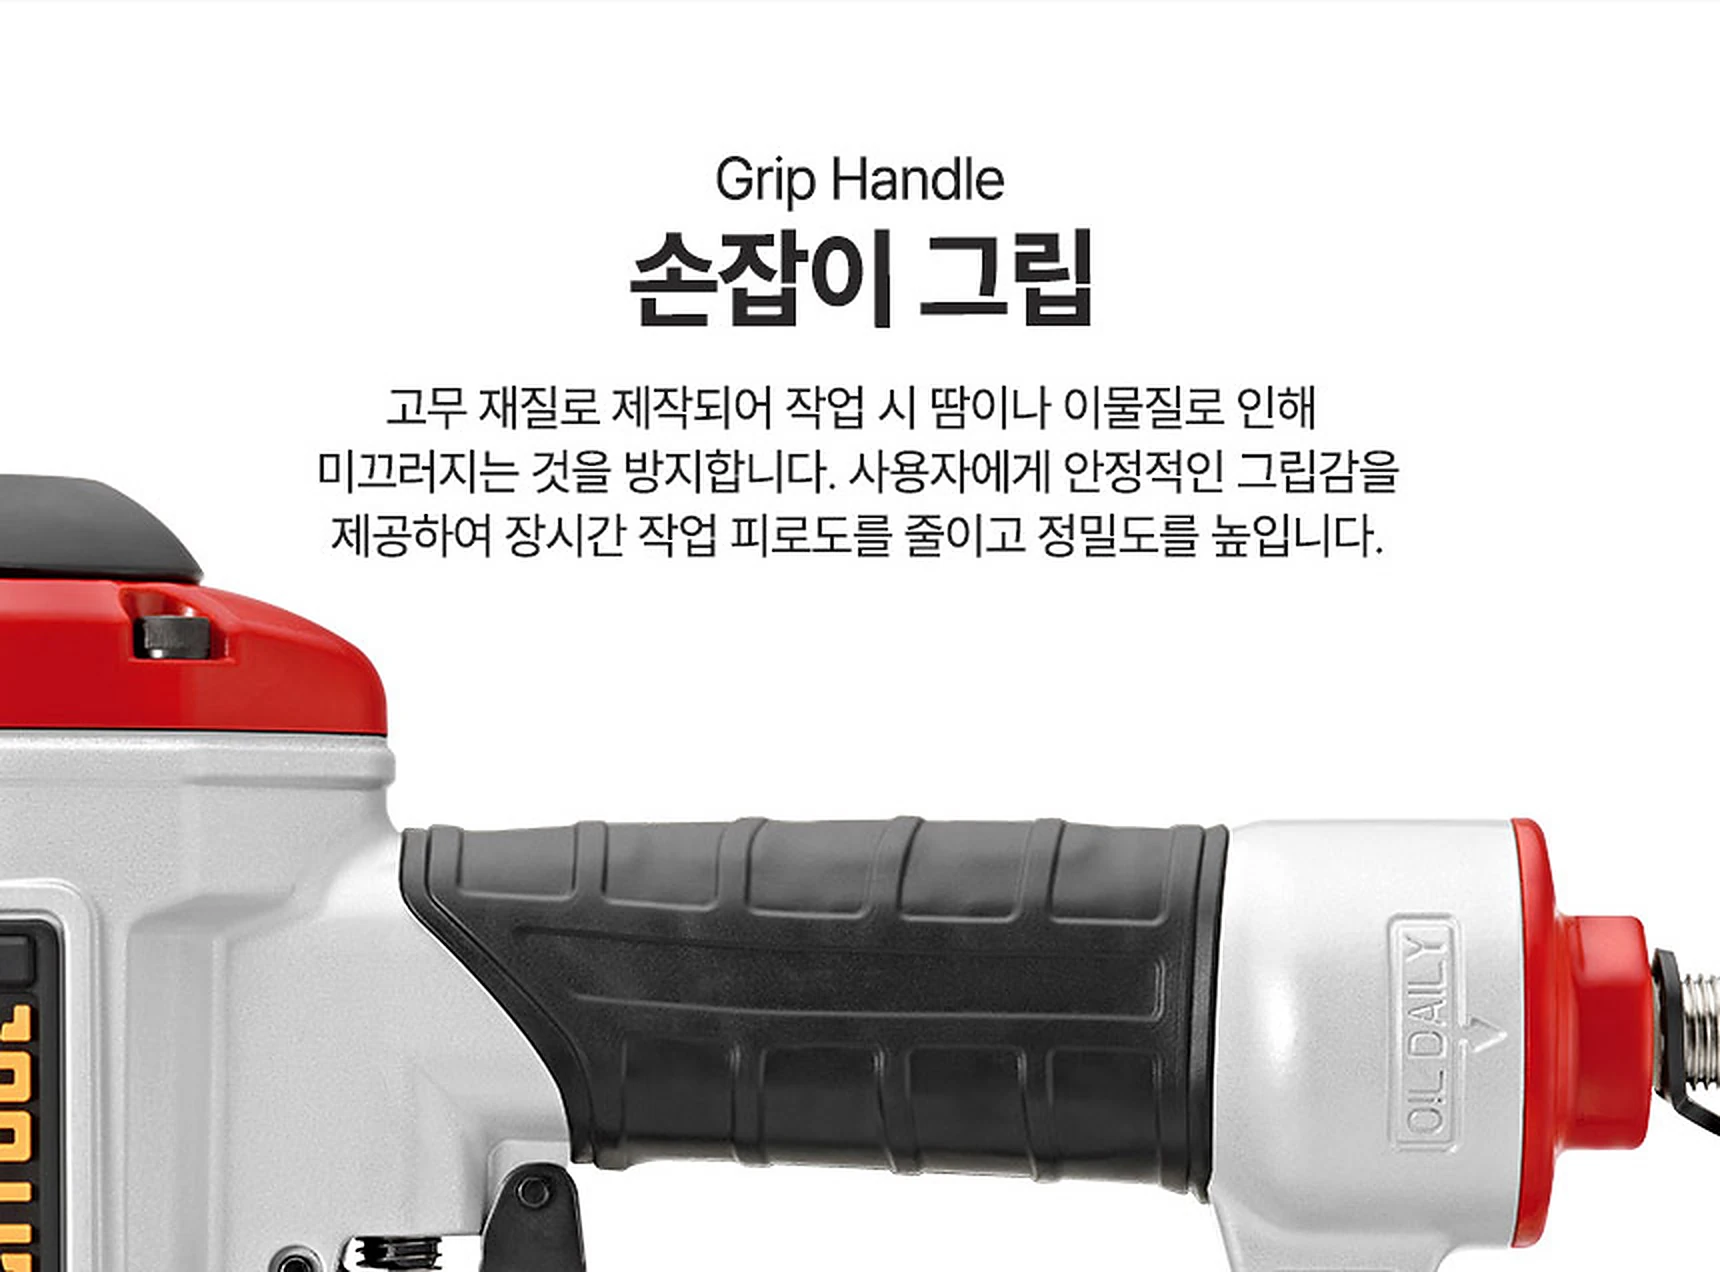 Grip Handle
손잡이 그립
고무 재질로 제작되어 작업 시 땀이나 이물질로 인해
미끄러지는 것을 방지합니다. 사용자에게 안정적인 그립감을
제공하여 장시간 작업 피로도를 줄이고 정밀도를 높입니다.
OIL DAILY